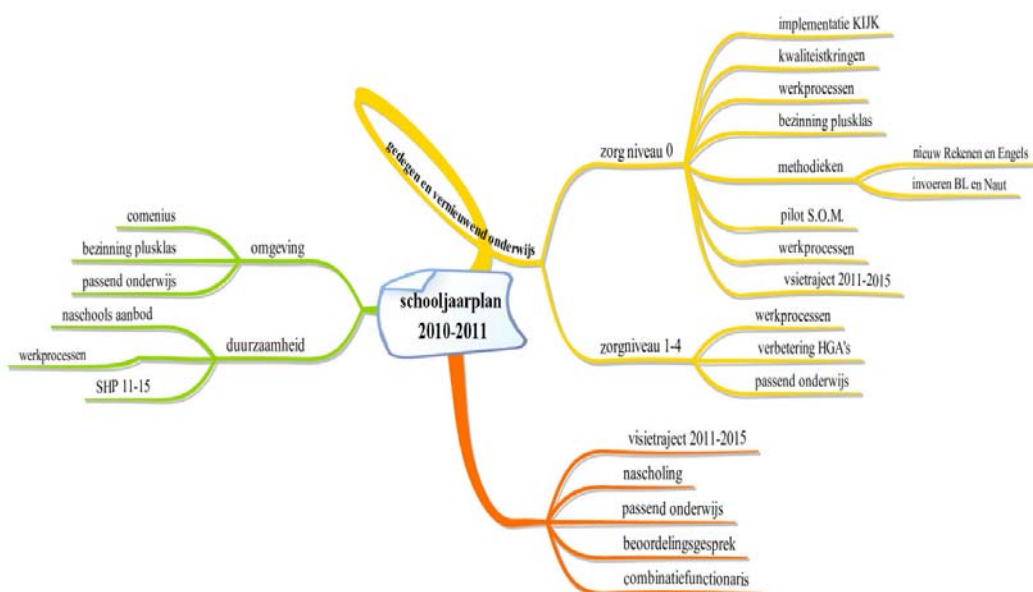 schooljaarplan
2010-2011
gedegen en vernieuwend onderwijs
zorg niveau 0
implementatie KIJK
kwaliteistkringen
werkprocessen
bezinning plusklas
methodieken
nieuw Rekenen en Engels
invoeren BL en Naut
pilot S.O.M.
werkprocessen
vsietraject 2011-2015
zorgniveau 1-4
werkprocessen
verbetering HGA's
passend onderwijs
visietraject 2011-2015
nascholing
passend onderwijs
beoordelingsgesprek
combinatiefunctionaris
omgeving
comenius
bezinning plusklas
passend onderwijs
duurzaamheid
naschools aanbod
werkprocessen
SHP 11-15